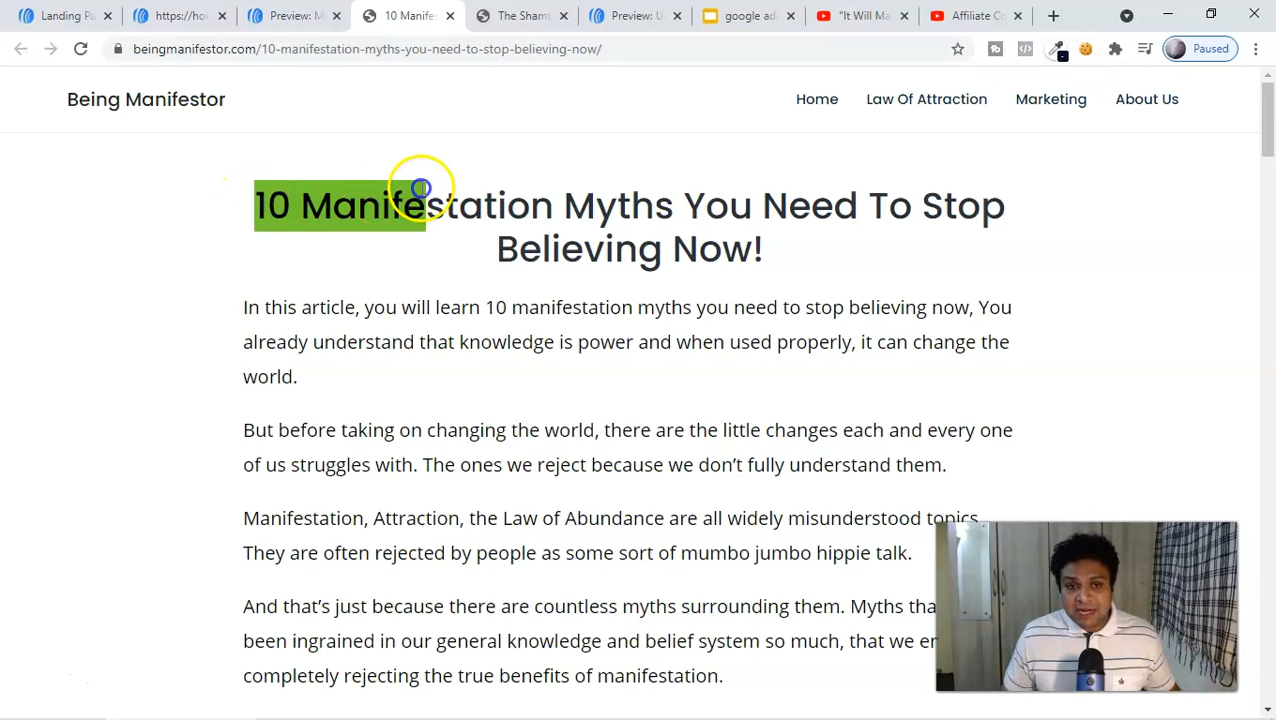 Landing P
https://hoo
Preview: M
10 Manifes
The Sham
Preview: U
google ad
"It Will Ma
Affiliate Co
beingmanifestor.com/10-manifestation-myths-you-need-to-stop-believing-now/
Paused
Being Manifestor
Home Law Of Attraction Marketing About Us
10 Manifestation Myths You Need To Stop
Believing Now!
In this article, you will learn 10 manifestation myths you need to stop believing now, You
already understand that knowledge is power and when used properly, it can change the
world.
But before taking on changing the world, there are the little changes each and every one
of us struggles with. The ones we reject because we don't fully understand them.
Manifestation, Attraction, the Law of Abundance are all widely misunderstood topics.
They are often rejected by people as some sort of mumbo jumbo hippie talk.
And that's just because there are countless myths surrounding them. Myths tha
been ingrained in our general knowledge and belief system so much, that we
completely rejecting the true benefits of manifestation.